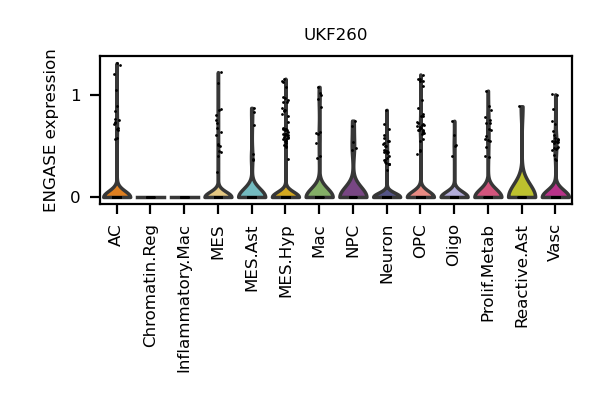 UKF260
ENGASE expression
1
0
AC
Chromatin.Reg
Inflammatory.Mac
MES
MES.Ast
MES.Hyp
Mac
NPC
Neuron
OPC
Oligo
Prolif.Metab
Reactive.Ast
Vasc